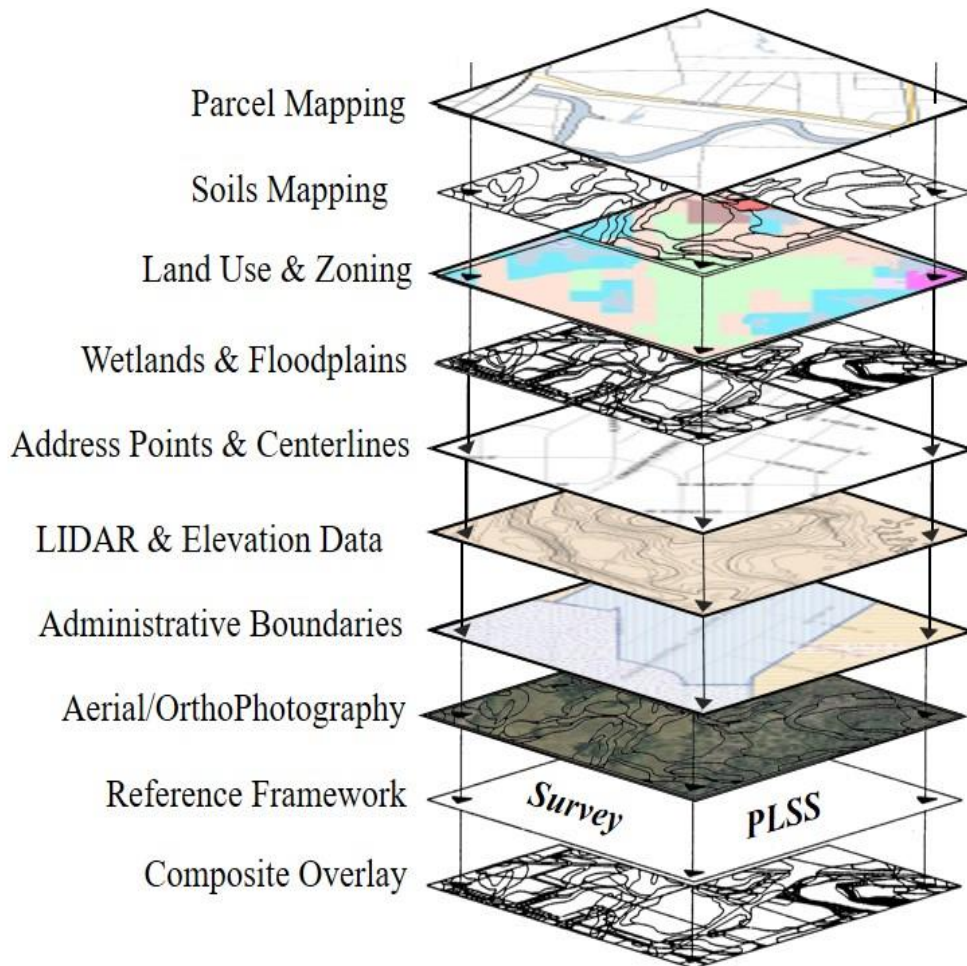 Parcel Mapping
Soils Mapping
Land Use & Zoning
Wetlands & Floodplains
Address Points & Centerlines
LIDAR & Elevation Data
Administrative Boundaries
Aerial/OrthoPhotography
Reference Framework
Survey
PLSS
Composite Overlay